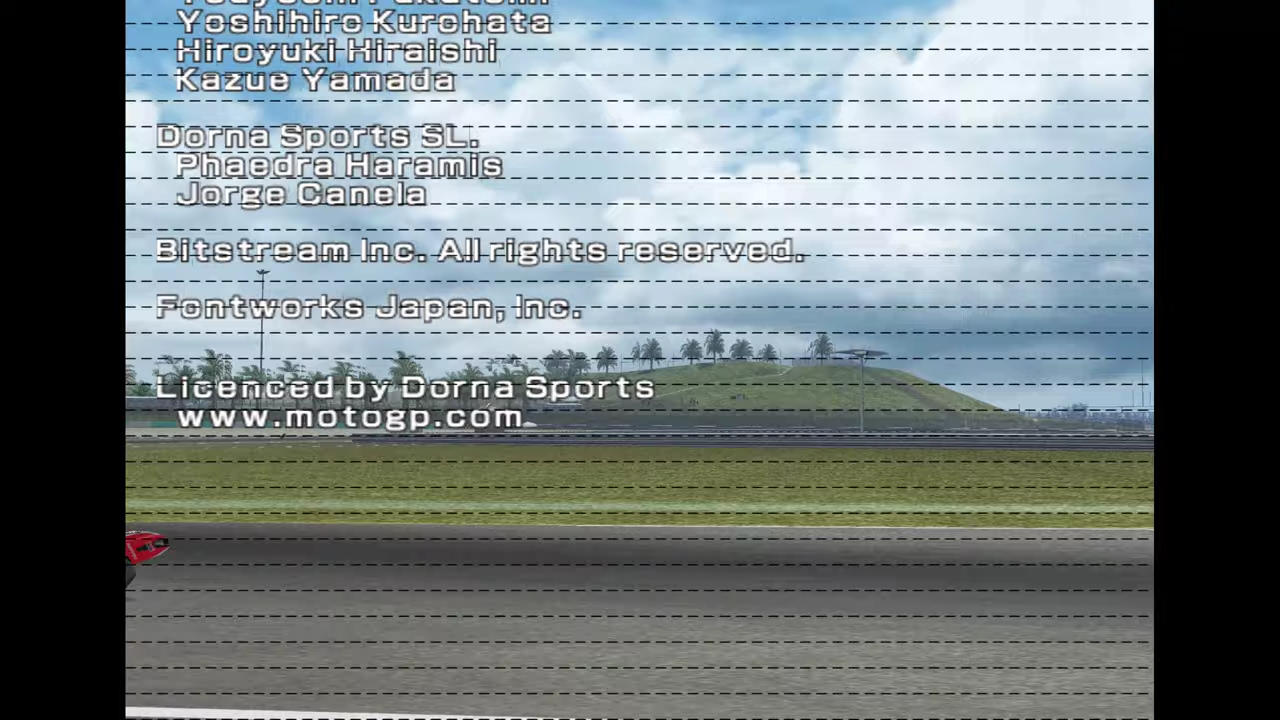 Yoshihiro Kurohata
Hiroyuki Hiraishi
Kazue Yamada
Dorna Sports SL.
Phaedra Haramis
Jorge Canela
Bitstream Inc. All rights reserved.
Fontworks Japan, Inc.
Licenced by Dorna Sports
www.motogp.com